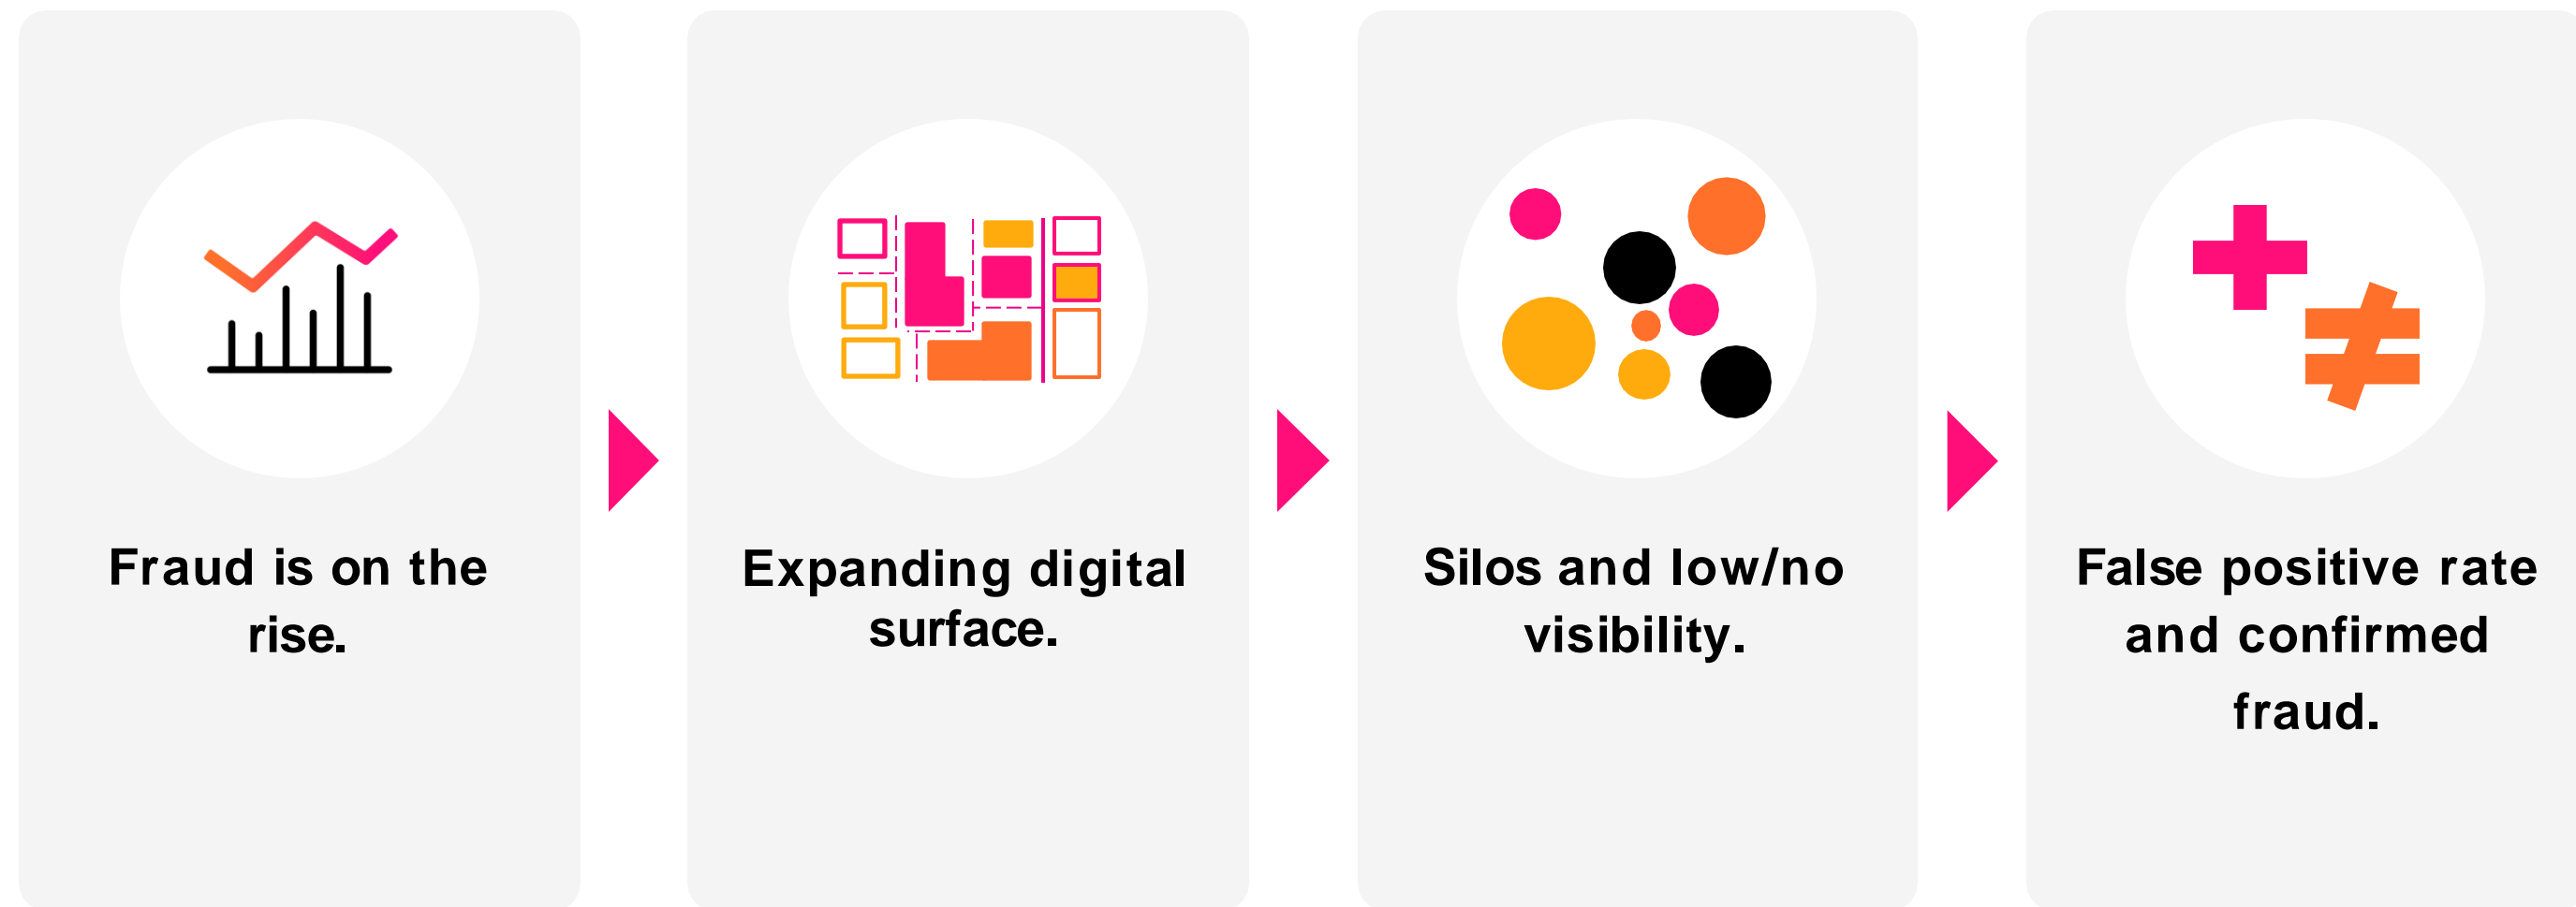 Fraud is on the
rise.
Expanding digital
surface.
Silos and low/no
visibility.
False positive rate
and confirmed
fraud.